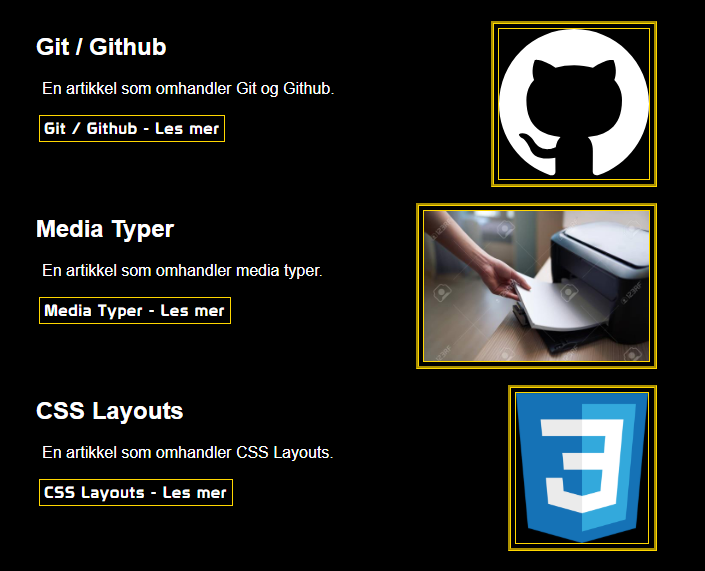 Git / Github
En artikkel som omhandler Git og Github.
Git / Github - Les mer
Media Typer
En artikkel som omhandler media typer.
Media Typer - Les mer
123RF
123RF
CSS Layouts
En artikkel som omhandler CSS Layouts.
CSS Layouts - Les mer
3